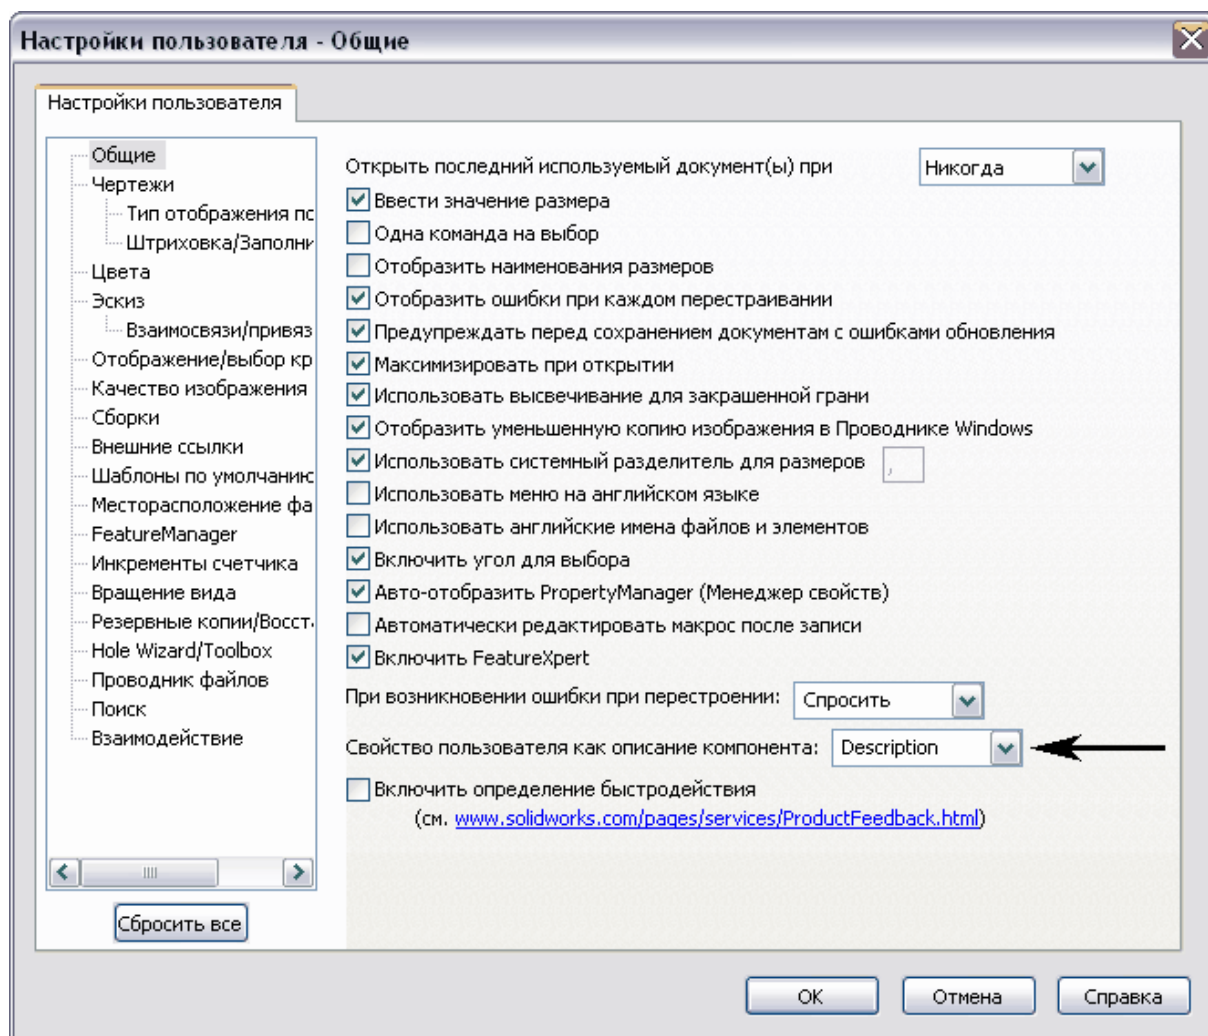 Настройки пользователя - Общие
Настройки пользователя
Общие
Чертежи
Тип отображения пс
Штриховка/Заполни
Цвета
Эскиз
Взаимосвязи/привяз
Отображение/выбор кр
Качество изображения
Сборки
Внешние ссылки
Шаблоны по умолчанию
Месторасположение фа
FeatureManager
Инкременты счетчика
Вращение вида
Резервные копии/Восст
Hole Wizard/Toolbox
Проводник файлов
Поиск
Взаимодействие
Сбросить все
Открыть последний используемый документ(ы) при Никогда
Ввести значение размера
Одна команда на выбор
Отобразить наименования размеров
Отобразить ошибки при каждом перестраивании
Предупреждать перед сохранением документам с ошибками обновления
Максимизировать при открытии
Использовать высвечивание для закрашенной грани
Отобразить уменьшенную копию изображения в Проводнике Windows
Использовать системный разделитель для размеров ,
Использовать меню на английском языке
Использовать английские имена файлов и элементов
Включить угол для выбора
Авто-отобразить PropertyManager (Менеджер свойств)
Автоматически редактировать макрос после записи
Включить FeatureXpert
При возникновении ошибки при перестроении: Спросить
Свойство пользователя как описание компонента: Description
Включить определение быстродействия
(см. www.solidworks.com/pages/services/ProductFeedback.html)
OK
Отмена
Справка